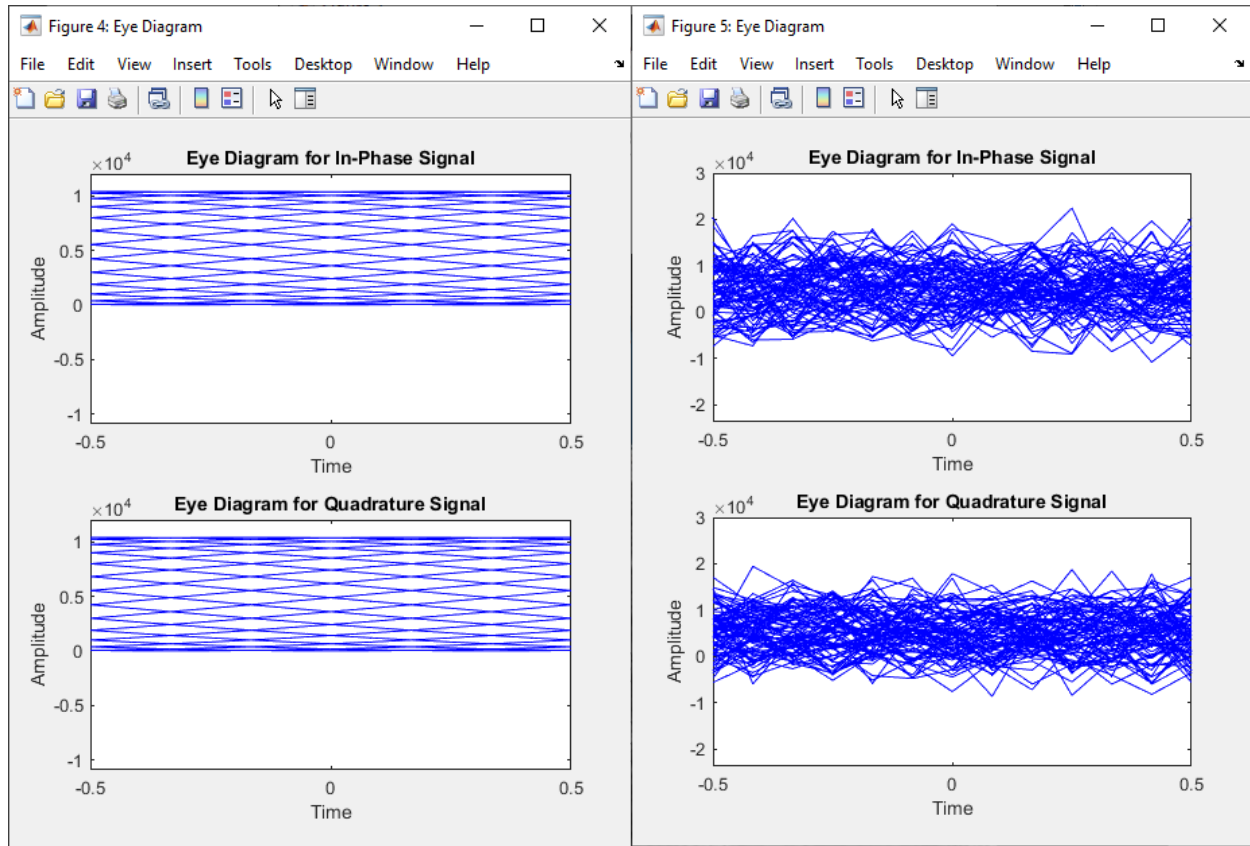 Figure 4: Eye Diagram
File Edit View Insert Tools Desktop Window Help
×10^4
Eye Diagram for In-Phase Signal
Amplitude
1
0.5
0
-0.5
-1
-0.5 0 0.5
Time
×10^4
Eye Diagram for Quadrature Signal
Amplitude
1
0.5
0
-0.5
-1
-0.5 0 0.5
Time
Figure 5: Eye Diagram
File Edit View Insert Tools Desktop Window Help
×10^4
Eye Diagram for In-Phase Signal
Amplitude
3
2
1
0
-1
-2
-0.5 0 0.5
Time
×10^4
Eye Diagram for Quadrature Signal
Amplitude
3
2
1
0
-1
-2
-0.5 0 0.5
Time